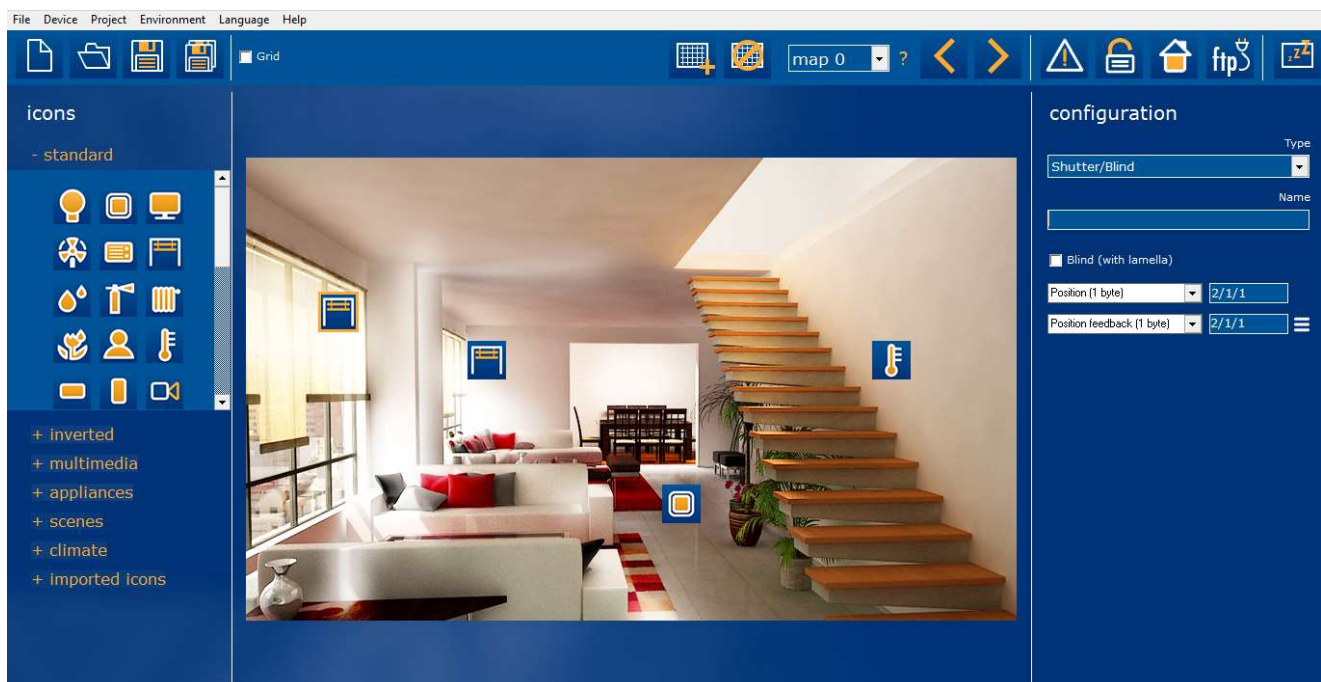 File Device Project Environment Language Help
Grid
map 0
?
ftp
zzZ
icons
- standard
+ inverted
+ multimedia
+ appliances
+ scenes
+ climate
+ imported icons
configuration
Type
Shutter/Blind
Name
Blind (with lamella)
Position (1 byte) 2/1/1
Position feedback (1 byte) 2/1/1